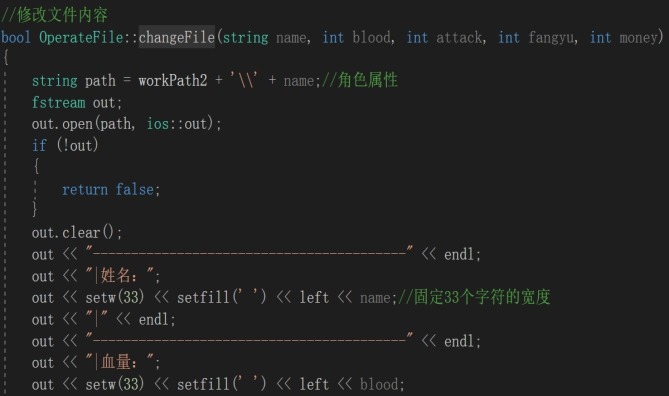 //修改文件内容
bool OperateFile::changeFile(string name, int blood, int attack, int fangyu, int money)
{
string path = workPath2 + '\\' + name;//角色属性
fstream out;
out.open(path, ios::out);
if (!out)
{
return false;
}
out.clear();
out << "-----------------------------------------" << endl;
out << "|姓名：";
out << setw(33) << setfill(' ') << left << name;//固定33个字符的宽度
out << "|" << endl;
out << "-----------------------------------------" << endl;
out << "|血量：";
out << setw(33) << setfill(' ') << left << blood;